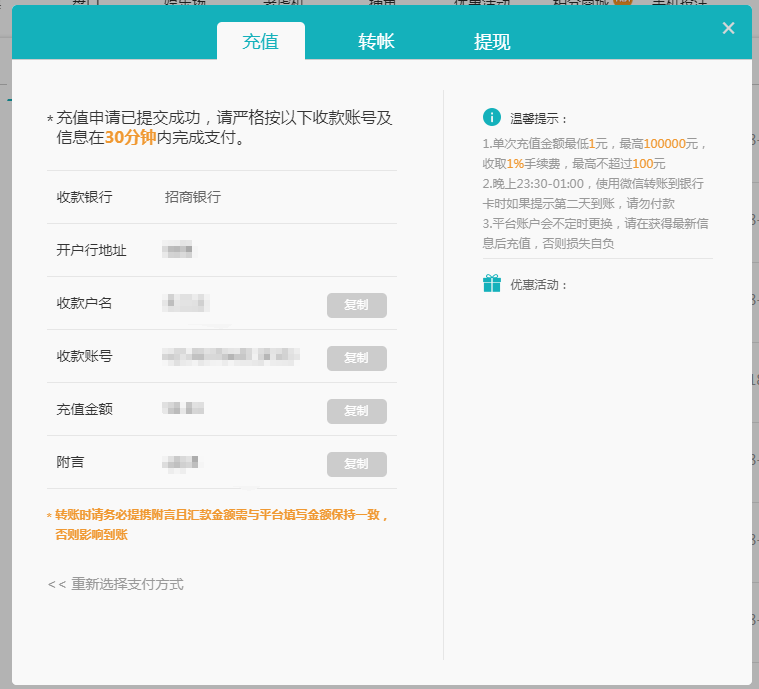 充值
转帐
提现
* 充值申请已提交成功，请严格按以下收款账号及
信息在30分钟内完成支付。
收款银行 招商银行
开户行地址
收款户名 复制
收款账号 复制
充值金额 复制
附言 复制
* 转账时请务必提携附言且汇款金额需与平台填写金额保持一致，
否则影响到账
<< 重新选择支付方式
温馨提示：
1.单次充值金额最低1元，最高100000元，
收取1%手续费，最高不超过100元
2.晚上23:30-01:00，使用微信转账到银行
卡时如果提示第二天到账，请勿付款
3.平台账户会不定时更换，请在获得最新信
息后充值，否则损失自负
优惠活动：